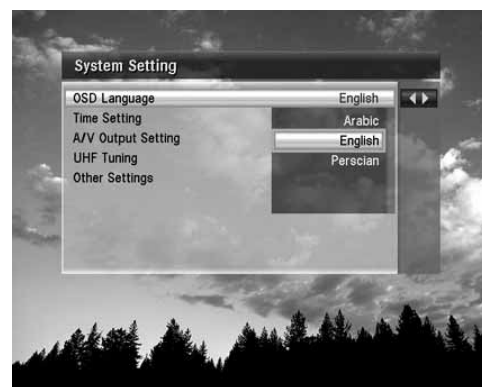 System Setting
OSD Language English
Time Setting Arabic
A/V Output Setting English
UHF Tuning Perscian
Other Settings